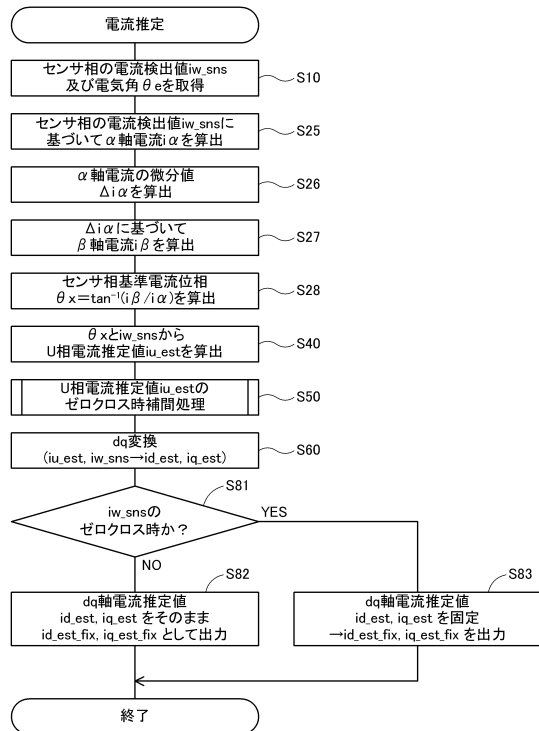 電流推定
センサ相の電流検出値iw_sns
及び電気角θeを取得
S10
センサ相の電流検出値iw_snsに
基づいてα軸電流iαを算出
S25
α軸電流の微分値
Δiαを算出
S26
Δiαに基づいて
β軸電流iβを算出
S27
センサ相基準電流位相
θx=tan⁻¹(iβ/iα)を算出
S28
θxとiw_snsから
U相電流推定値iu_estを算出
S40
U相電流推定値iu_estの
ゼロクロス時補間処理
S50
dq変換
(iu_est, iw_sns→id_est, iq_est)
S60
S81
iw_snsの
ゼロクロス時か?
YES
NO
S82
dq軸電流推定値
id_est, iq_est をそのまま
id_est_fix, iq_est_fix として出力
S83
dq軸電流推定値
id_est, iq_est を固定
→id_est_fix, iq_est_fix を出力
終了